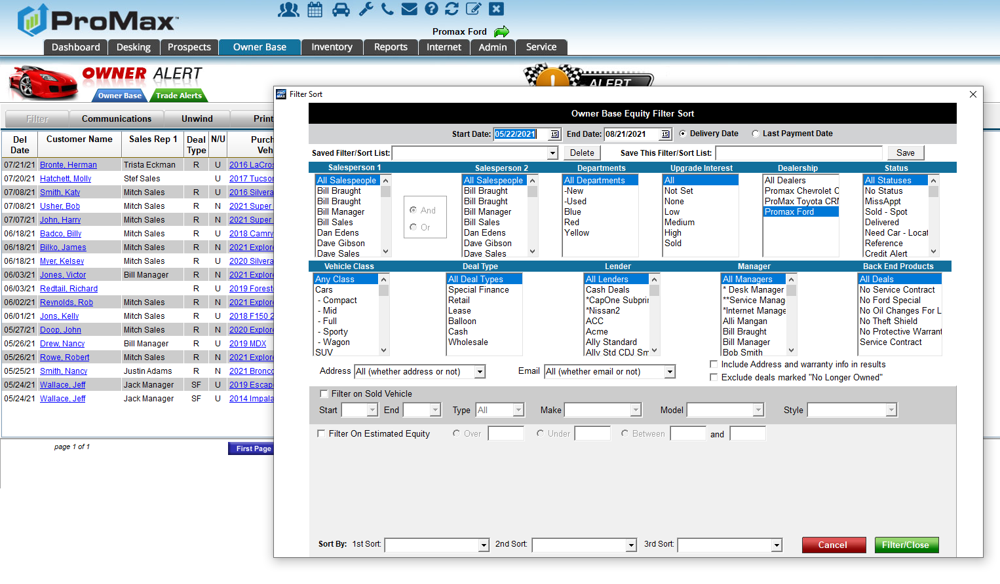 ProMax™
Promax Ford
Dashboard Desking Prospects Owner Base Inventory Reports Internet Admin Service
OWNER ALERT
Owner Base Trade Alerts
ALERT
Filter Communications Unwind Print
Del Date Customer Name Sales Rep 1 Deal Type N/U Purch Veh
07/21/21 Bronte, Herman Trista Eckman R U 2016 LaCros
07/20/21 Hatchett, Molly Stef Sales U 2017 Tucson
07/08/21 Smith, Katy Mitch Sales R U 2016 Silvera
07/08/21 Usher, Bob Mitch Sales R N 2021 Super
07/07/21 John, Harry Mitch Sales R N 2021 Super
06/18/21 Badco, Billy Mitch Sales R U 2018 Camry
06/18/21 Bilko, James Mitch Sales R N 2021 Explore
06/18/21 Myer, Kelsey Mitch Sales R U 2020 Silvera
06/03/21 Jones, Victor Bill Manager R N 2021 Explore
06/03/21 Redtail, Richard R U 2019 Forest
06/02/21 Reynolds, Rob Mitch Sales R N 2021 Explore
06/01/21 Jons, Kelly Mitch Sales R U 2018 F150 2
05/27/21 Doop, John Mitch Sales R N 2020 Explore
05/26/21 Drew, Nancy Bill Manager R U 2019 MDX
05/26/21 Rowe, Robert Mitch Sales R N 2021 Explore
05/25/21 Smith, Nancy Justin Adams R N 2021 Bronco
05/24/21 Wallace, Jeff Jack Manager SF U 2019 Escape
05/24/21 Wallace, Jeff Jack Manager SF U 2014 Impala
page 1 of 1
First Page
PRO MAX Filter Sort
Owner Base Equity Filter Sort
Start Date: 05/22/2021 15 End Date: 08/21/2021 15 Delivery Date Last Payment Date
Saved Filter/Sort List: Delete Save This Filter/Sort List: Save
Salesperson 1
All Salespeople
Bill Braught
Bill Braught
Bill Manager
Bill Sales
Dan Edens
Dave Gibson
Dave Sales
And
Or
Salesperson 2
All Salespeople
Bill Braught
Bill Braught
Bill Manager
Bill Sales
Dan Edens
Dave Gibson
Dave Sales
Departments
All Departments
-New
-Used
Blue
Red
Yellow
Upgrade Interest
All
Not Set
None
Low
Medium
High
Sold
Dealership
All Dealers
Promax Chevrolet C
ProMax Toyota CRM
Promax Ford
Status
All Statuses
No Status
MissAppt
Sold - Spot
Delivered
Need Car - Locat
Reference
Credit Alert
Vehicle Class
Any Class
Cars
- Compact
- Mid
- Full
- Sporty
- Wagon
SUV
Deal Type
All Deal Types
Special Finance
Retail
Lease
Balloon
Cash
Wholesale
Lender
All Lenders
Cash Deals
*CapOne Subprin
*Nissan2
ACC
Acme
Ally Standard
Ally Std CDJ Sm
Manager
All Managers
* Desk Manager
**Service Manag
*Internet Manage
Alli Mangan
Bill Braught
Bill Manager
Bob Smith
Back End Products
All Deals
No Service Contract
No Ford Special
No Oil Changes For L
No Theft Shield
No Protective Warrant
Service Contract
Address All (whether address or not) Email All (whether email or not)
Include Address and warranty info in results
Exclude deals marked "No Longer Owned"
Filter on Sold Vehicle
Start End Type All Make Model Style
Filter On Estimated Equity Over Under Between and
Sort By: 1st Sort: 2nd Sort: 3rd Sort: Cancel Filter/Close